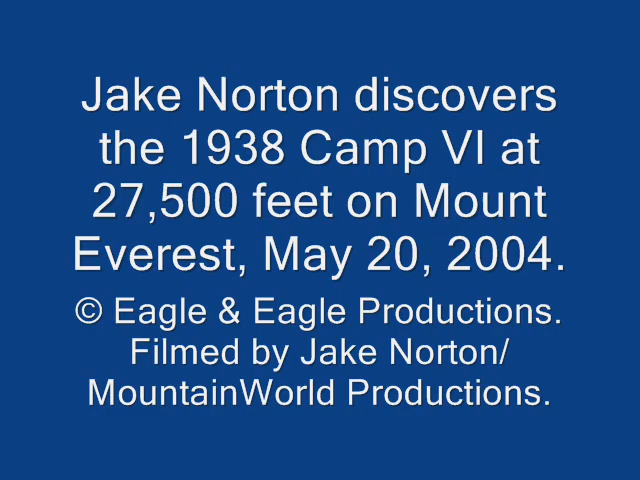 Jake Norton discovers
the 1938 Camp VI at
27,500 feet on Mount
Everest, May 20, 2004.
© Eagle & Eagle Productions.
Filmed by Jake Norton/
MountainWorld Productions.